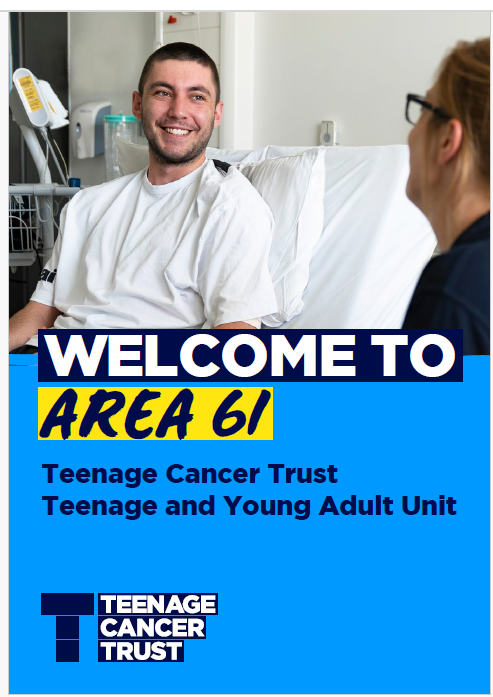 WELCOME TO
AREA 61
Teenage Cancer Trust
Teenage and Young Adult Unit
TEENAGE
CANCER
TRUST